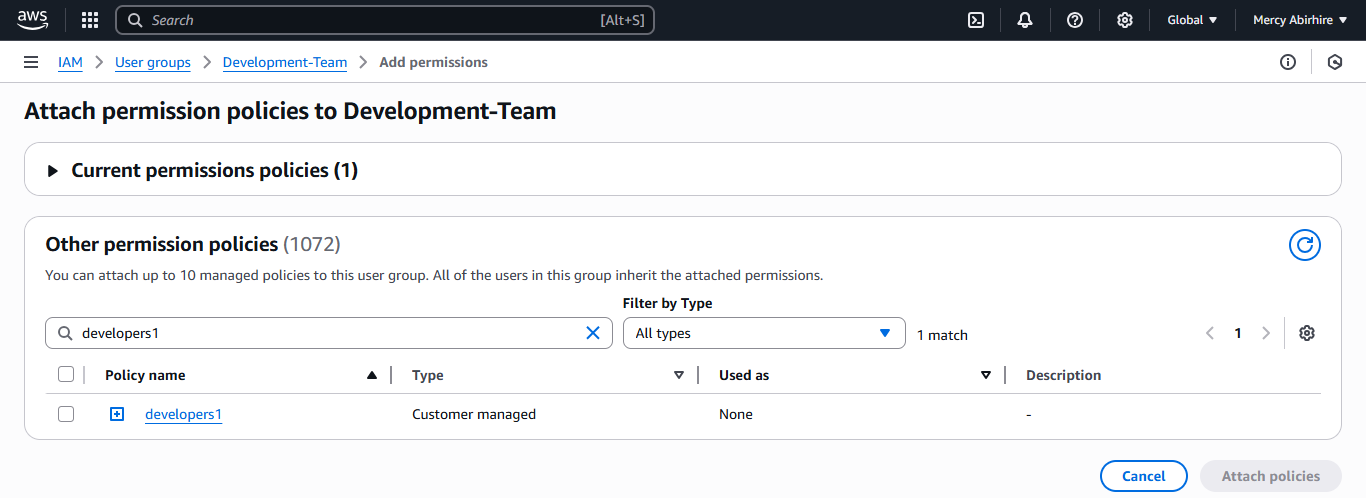 aws Search [Alt+S] Global Mercy Abirhire
IAM User groups Development-Team Add permissions
Attach permission policies to Development-Team
Current permissions policies (1)
Other permission policies (1072)
You can attach up to 10 managed policies to this user group. All of the users in this group inherit the attached permissions.
Filter by Type
developers1 All types 1 match 1
Policy name Type Used as Description
developers1 Customer managed None -
Cancel Attach policies